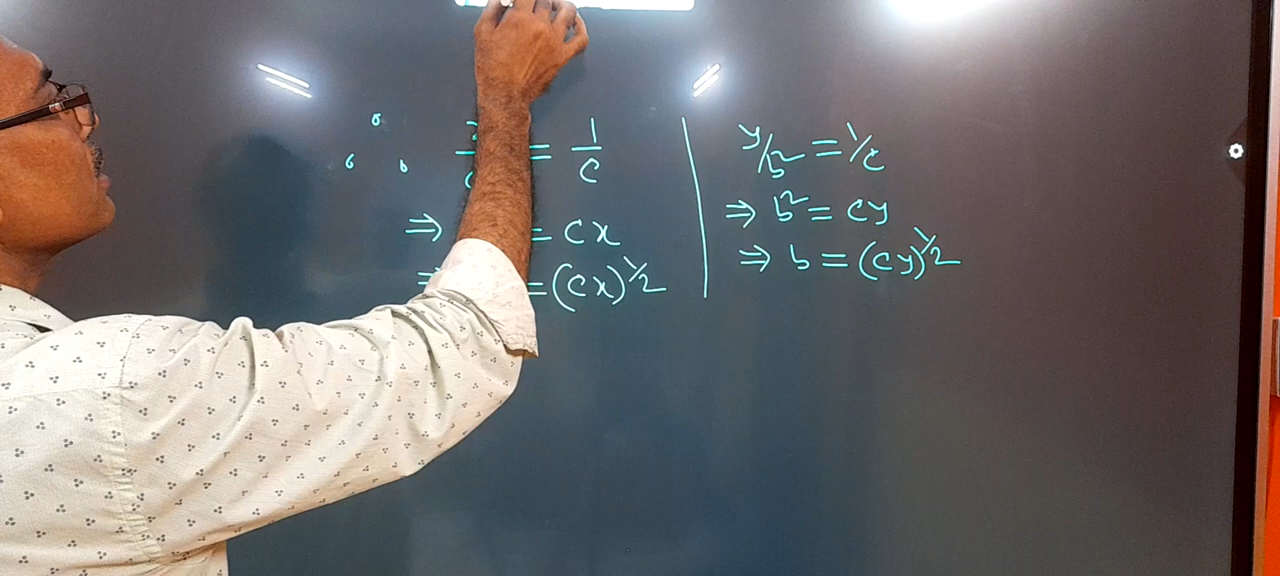 ∴ = 1/c
⇒ = cx
= (cx)^1/2
y/b² = 1/c
⇒ b² = cy
⇒ b = (cy)^1/2